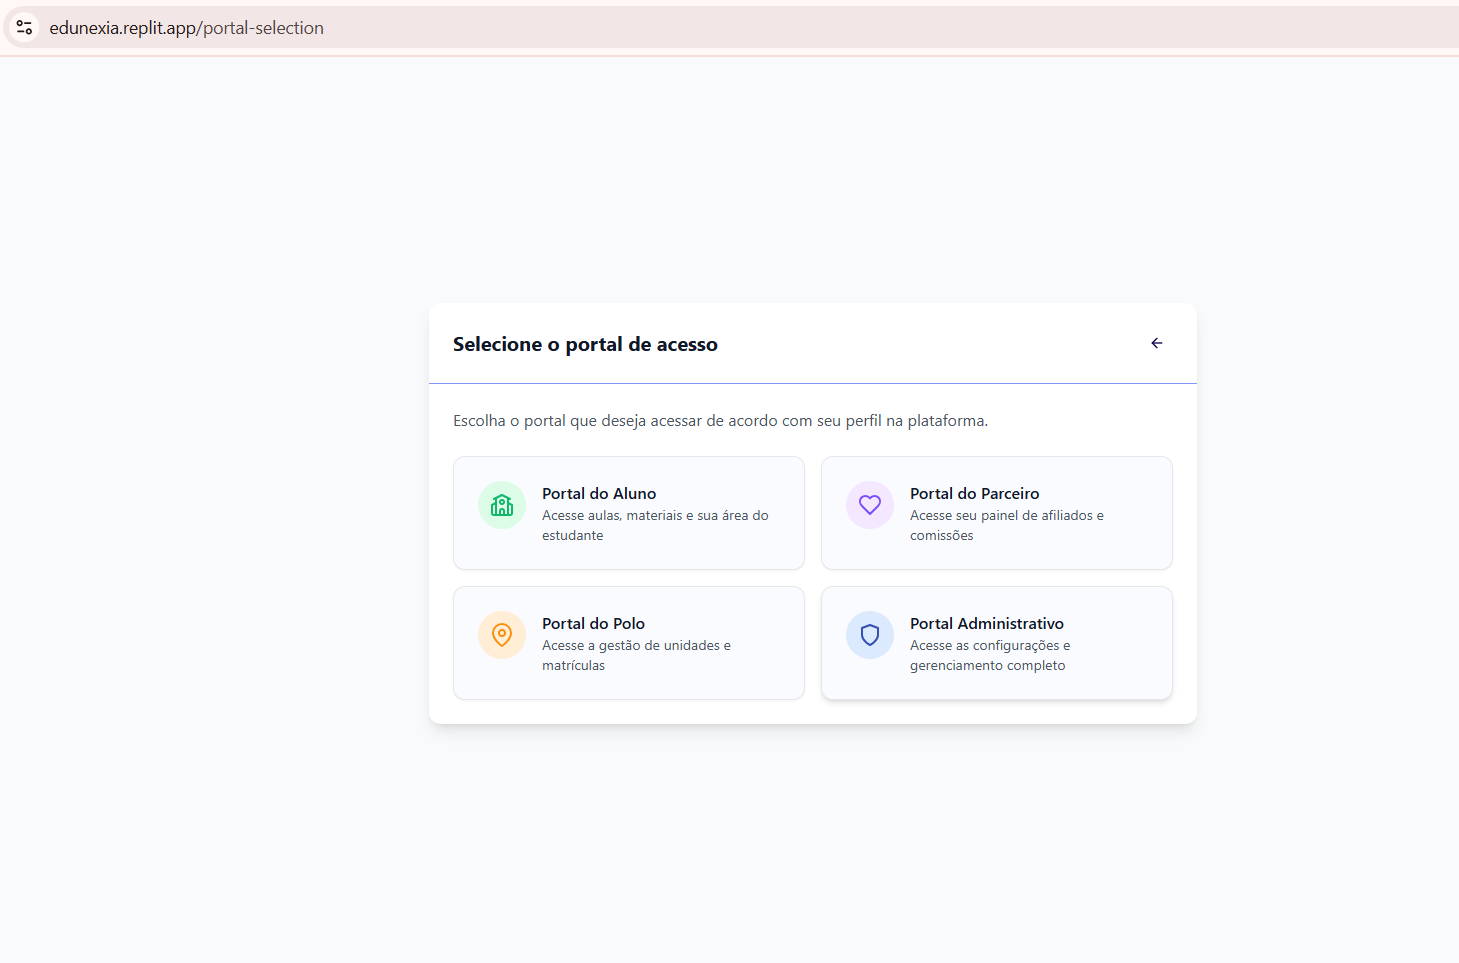 edunexia.replit.app/portal-selection
Selecione o portal de acesso
Escolha o portal que deseja acessar de acordo com seu perfil na plataforma.
Portal do Aluno
Acesse aulas, materiais e sua área do
estudante
Portal do Parceiro
Acesse seu painel de afiliados e
comissões
Portal do Polo
Acesse a gestão de unidades e
matrículas
Portal Administrativo
Acesse as configurações e
gerenciamento completo